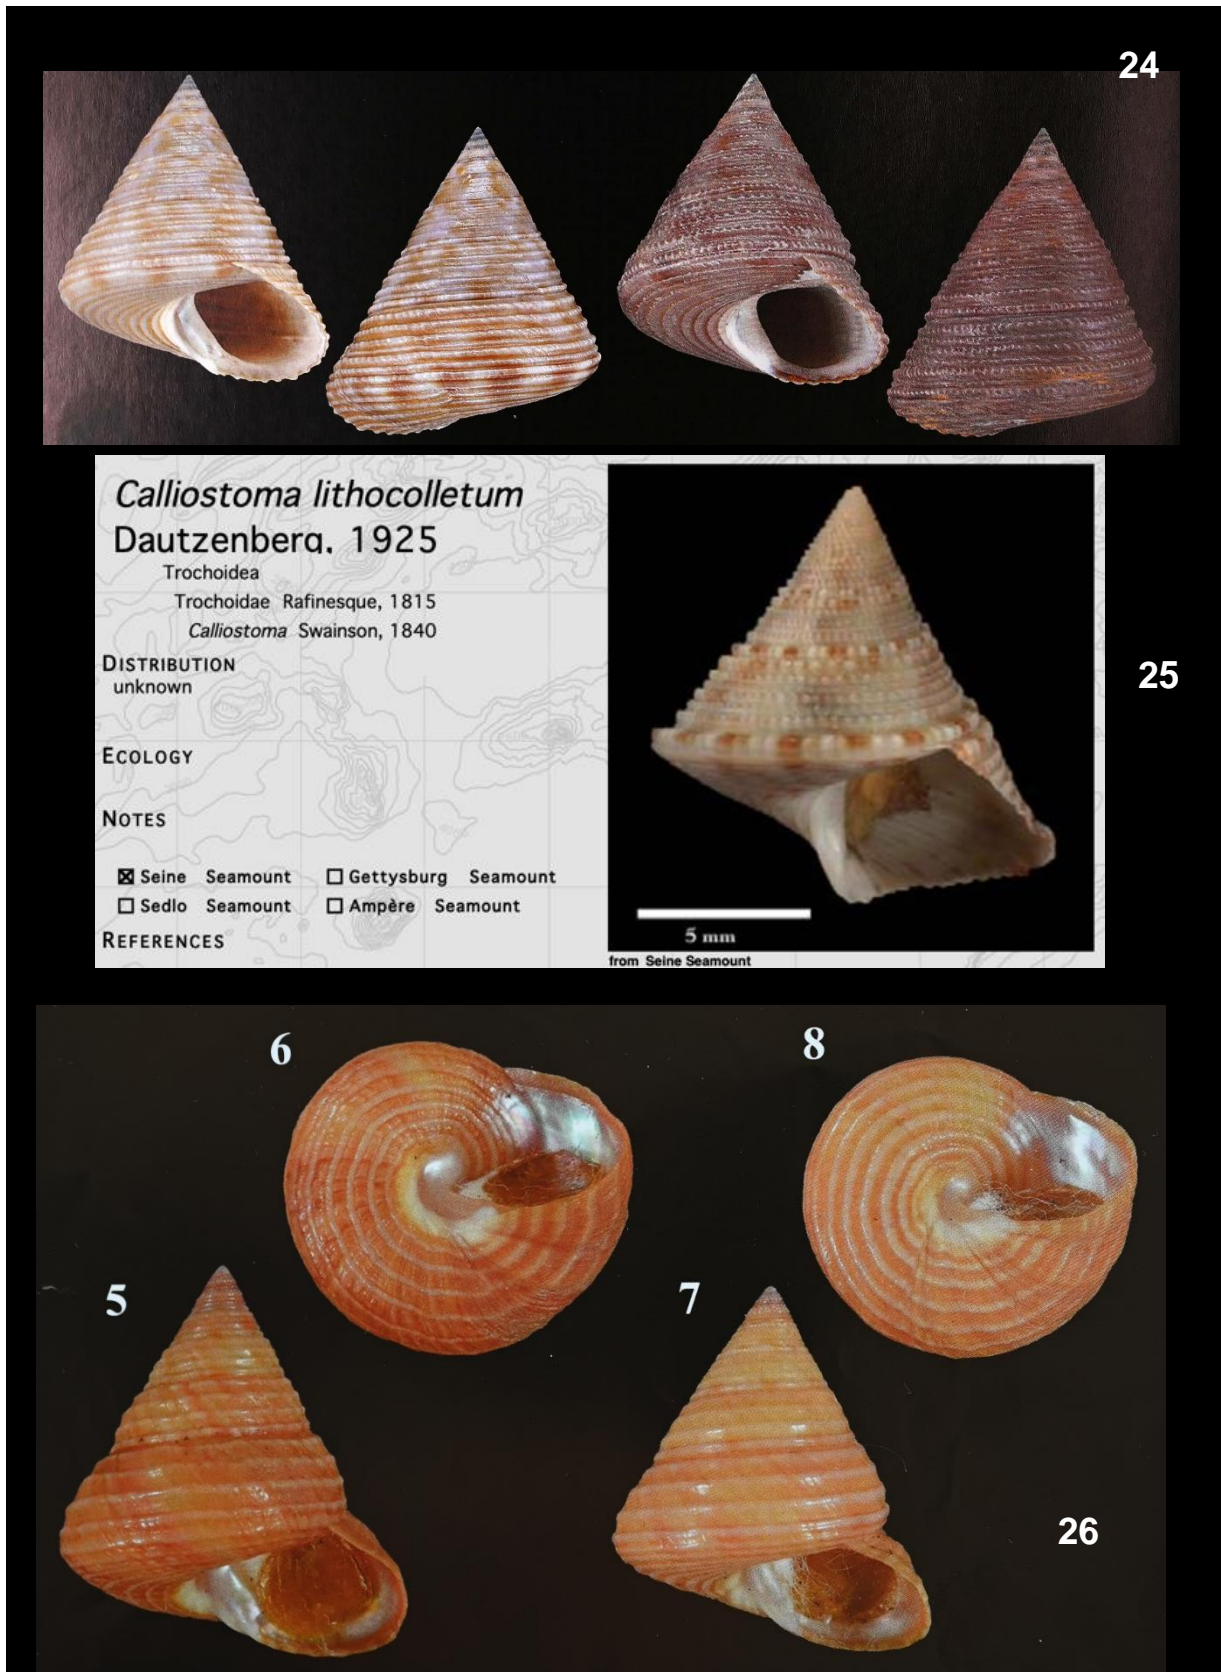 24
Calliostoma lithocolletum
Dautzenberg, 1925
Trochoidea
Trochoidae Rafinesque, 1815
Calliostoma Swainson, 1840
DISTRIBUTION
unknown
ECOLOGY
NOTES
☒ Seine Seamount ☐ Gettysburg Seamount
☐ Sedlo Seamount ☐ Ampère Seamount
REFERENCES
5 mm
from Seine Seamount
25
6
8
5
7
26